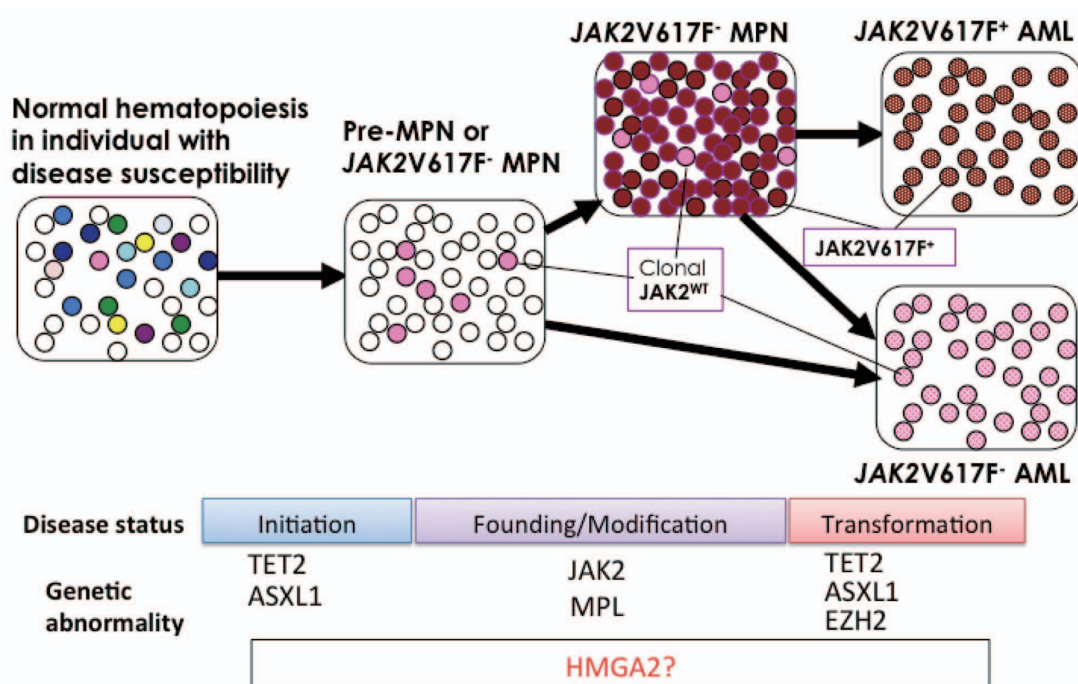 JAK2V617F- MPN
JAK2V617F+ AML
Normal hematopoiesis
in individual with
disease susceptibility
Pre-MPN or
JAK2V617F- MPN
Clonal
JAK2WT
JAK2V617F+
JAK2V617F- AML
Disease status
Initiation
Founding/Modification
Transformation
Genetic
abnormality
TET2
ASXL1
JAK2
MPL
TET2
ASXL1
EZH2
HMGA2?